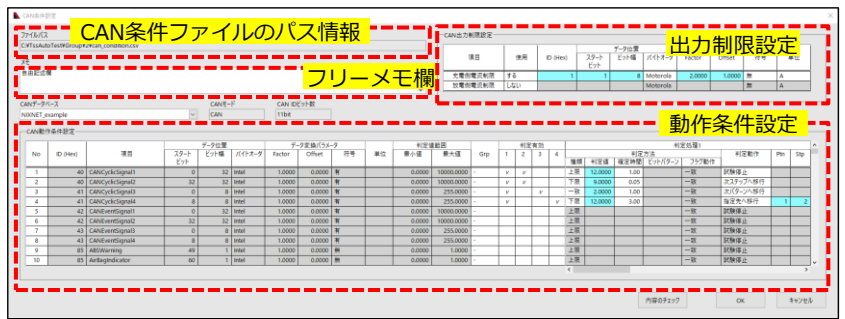 CAN条件設定
ファイルパス
CAN条件ファイルのパス情報
C:¥TssAutoTest¥Group¥2¥can_condition.csv
メモ
自由記述欄
フリーメモ欄
CAN出力制限設定
出力制限設定
項目 使用 ID (Hex) データ位置 Factor Offset 符号 単位
スタートビット ビット幅 バイトオーダ
充電側電流制限 する 1 1 8 Motorola 2.0000 1.0000 無 A
放電側電流制限 しない Motorola 無 A
CANデータベース CANモード CAN IDビット数
NIXNET_example CAN 11bit
動作条件設定
CAN動作条件設定
No ID (Hex) 項目 データ位置 データ変換パラメータ 単位 判定値範囲 Grp 判定有効 判定処理1
スタートビット ビット幅 バイトオーダ Factor Offset 符号 最小値 最大値 1 2 3 4 判定方法 判定動作 Ptn Stp
種類 判定値 確定時間 ビットパターン フラグ動作
1 40 CANCyclicSignal1 0 32 Intel 1.0000 0.0000 有 0.0000 10000.0000 - v v 上限 12.0000 1.00 一致 試験停止
2 40 CANCyclicSignal2 32 32 Intel 1.0000 0.0000 有 0.0000 10000.0000 - v v 下限 9.0000 0.05 一致 次ステップへ移行
3 41 CANCyclicSignal3 0 8 Intel 1.0000 0.0000 有 0.0000 255.0000 - v v 一致 2.0000 1.00 一致 次パターンへ移行
4 41 CANCyclicSignal4 8 8 Intel 1.0000 0.0000 有 0.0000 255.0000 - v v 下限 12.0000 3.00 一致 指定先へ移行 1 2
5 42 CANEventSignal1 0 32 Intel 1.0000 0.0000 有 0.0000 10000.0000 - 上限 一致 試験停止
6 42 CANEventSignal2 32 32 Intel 1.0000 0.0000 有 0.0000 10000.0000 - 上限 一致 試験停止
7 43 CANEventSignal3 0 8 Intel 1.0000 0.0000 有 0.0000 255.0000 - 上限 一致 試験停止
8 43 CANEventSignal4 8 8 Intel 1.0000 0.0000 有 0.0000 255.0000 - 上限 一致 試験停止
9 85 ABSWarning 49 1 Intel 1.0000 0.0000 無 0.0000 1.0000 - 上限 一致 試験停止
10 85 AirBagIndicator 60 1 Intel 1.0000 0.0000 無 0.0000 1.0000 - 上限 一致 試験停止
内容のチェック OK キャンセル